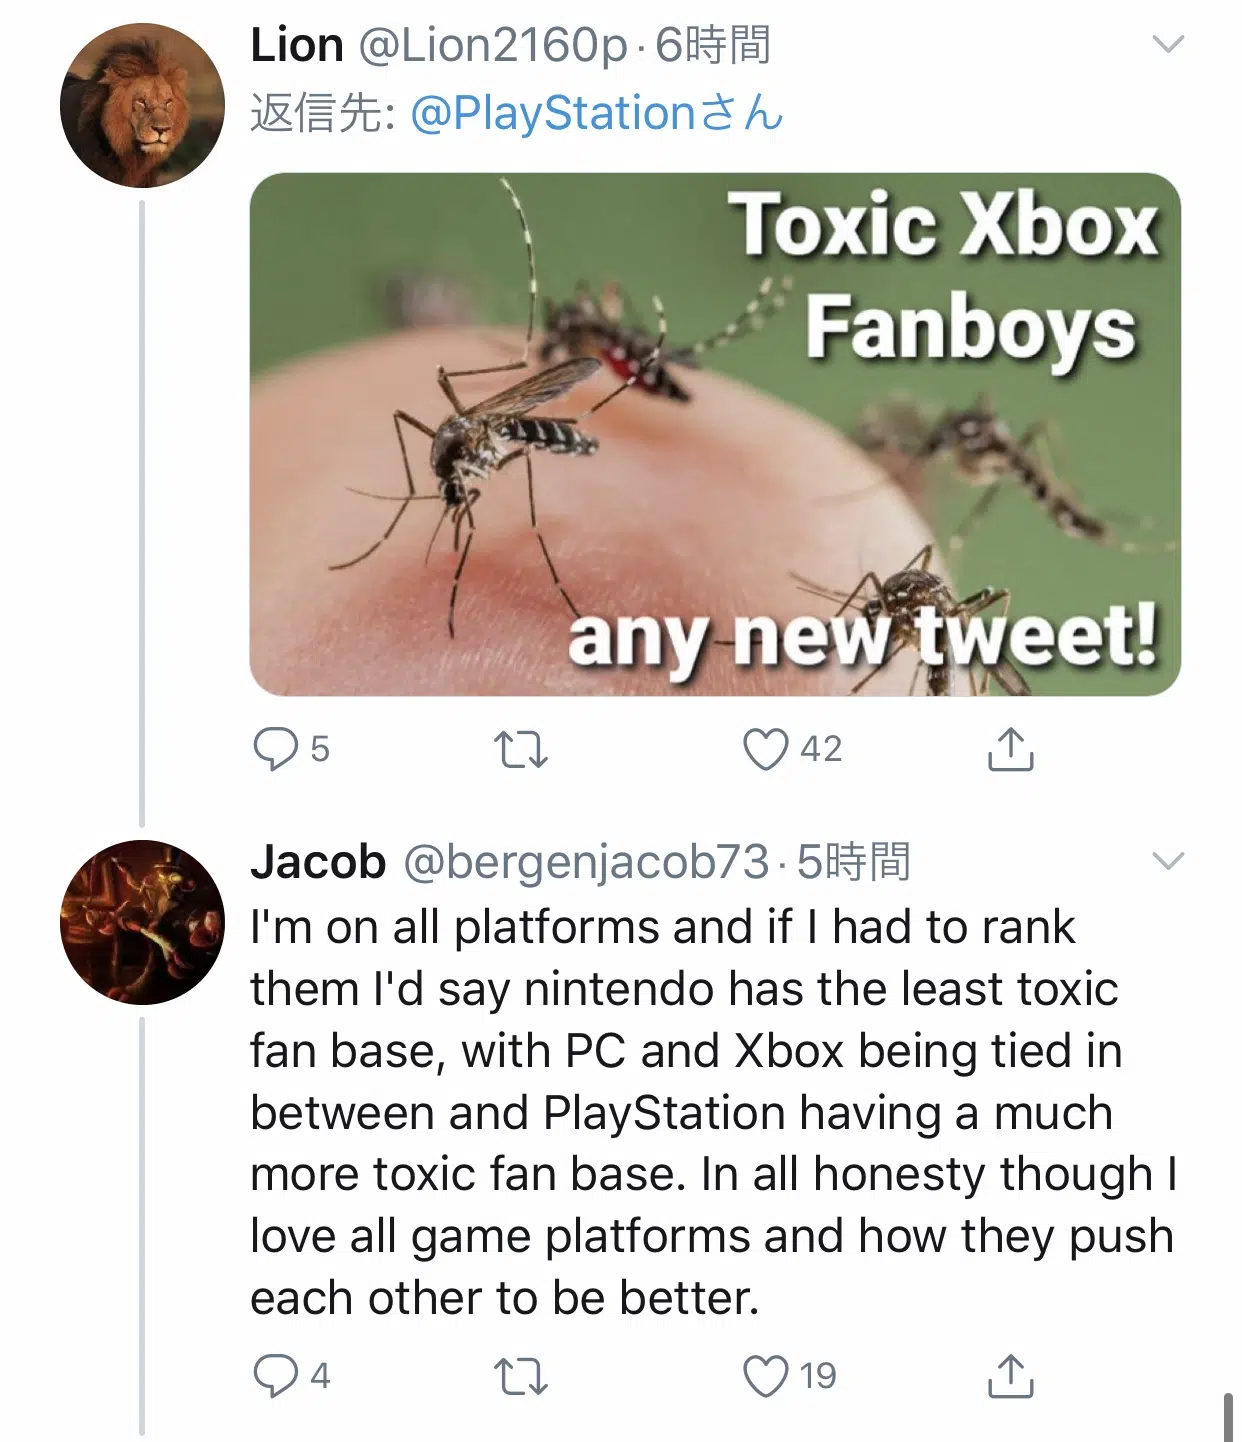 Lion @Lion2160p · 6時間
返信先: @PlayStationさん
Toxic Xbox
Fanboys
any new tweet!
5 42
Jacob @bergenjacob73 · 5時間
I'm on all platforms and if I had to rank
them I'd say nintendo has the least toxic
fan base, with PC and Xbox being tied in
between and PlayStation having a much
more toxic fan base. In all honesty though I
love all game platforms and how they push
each other to be better.
4 19